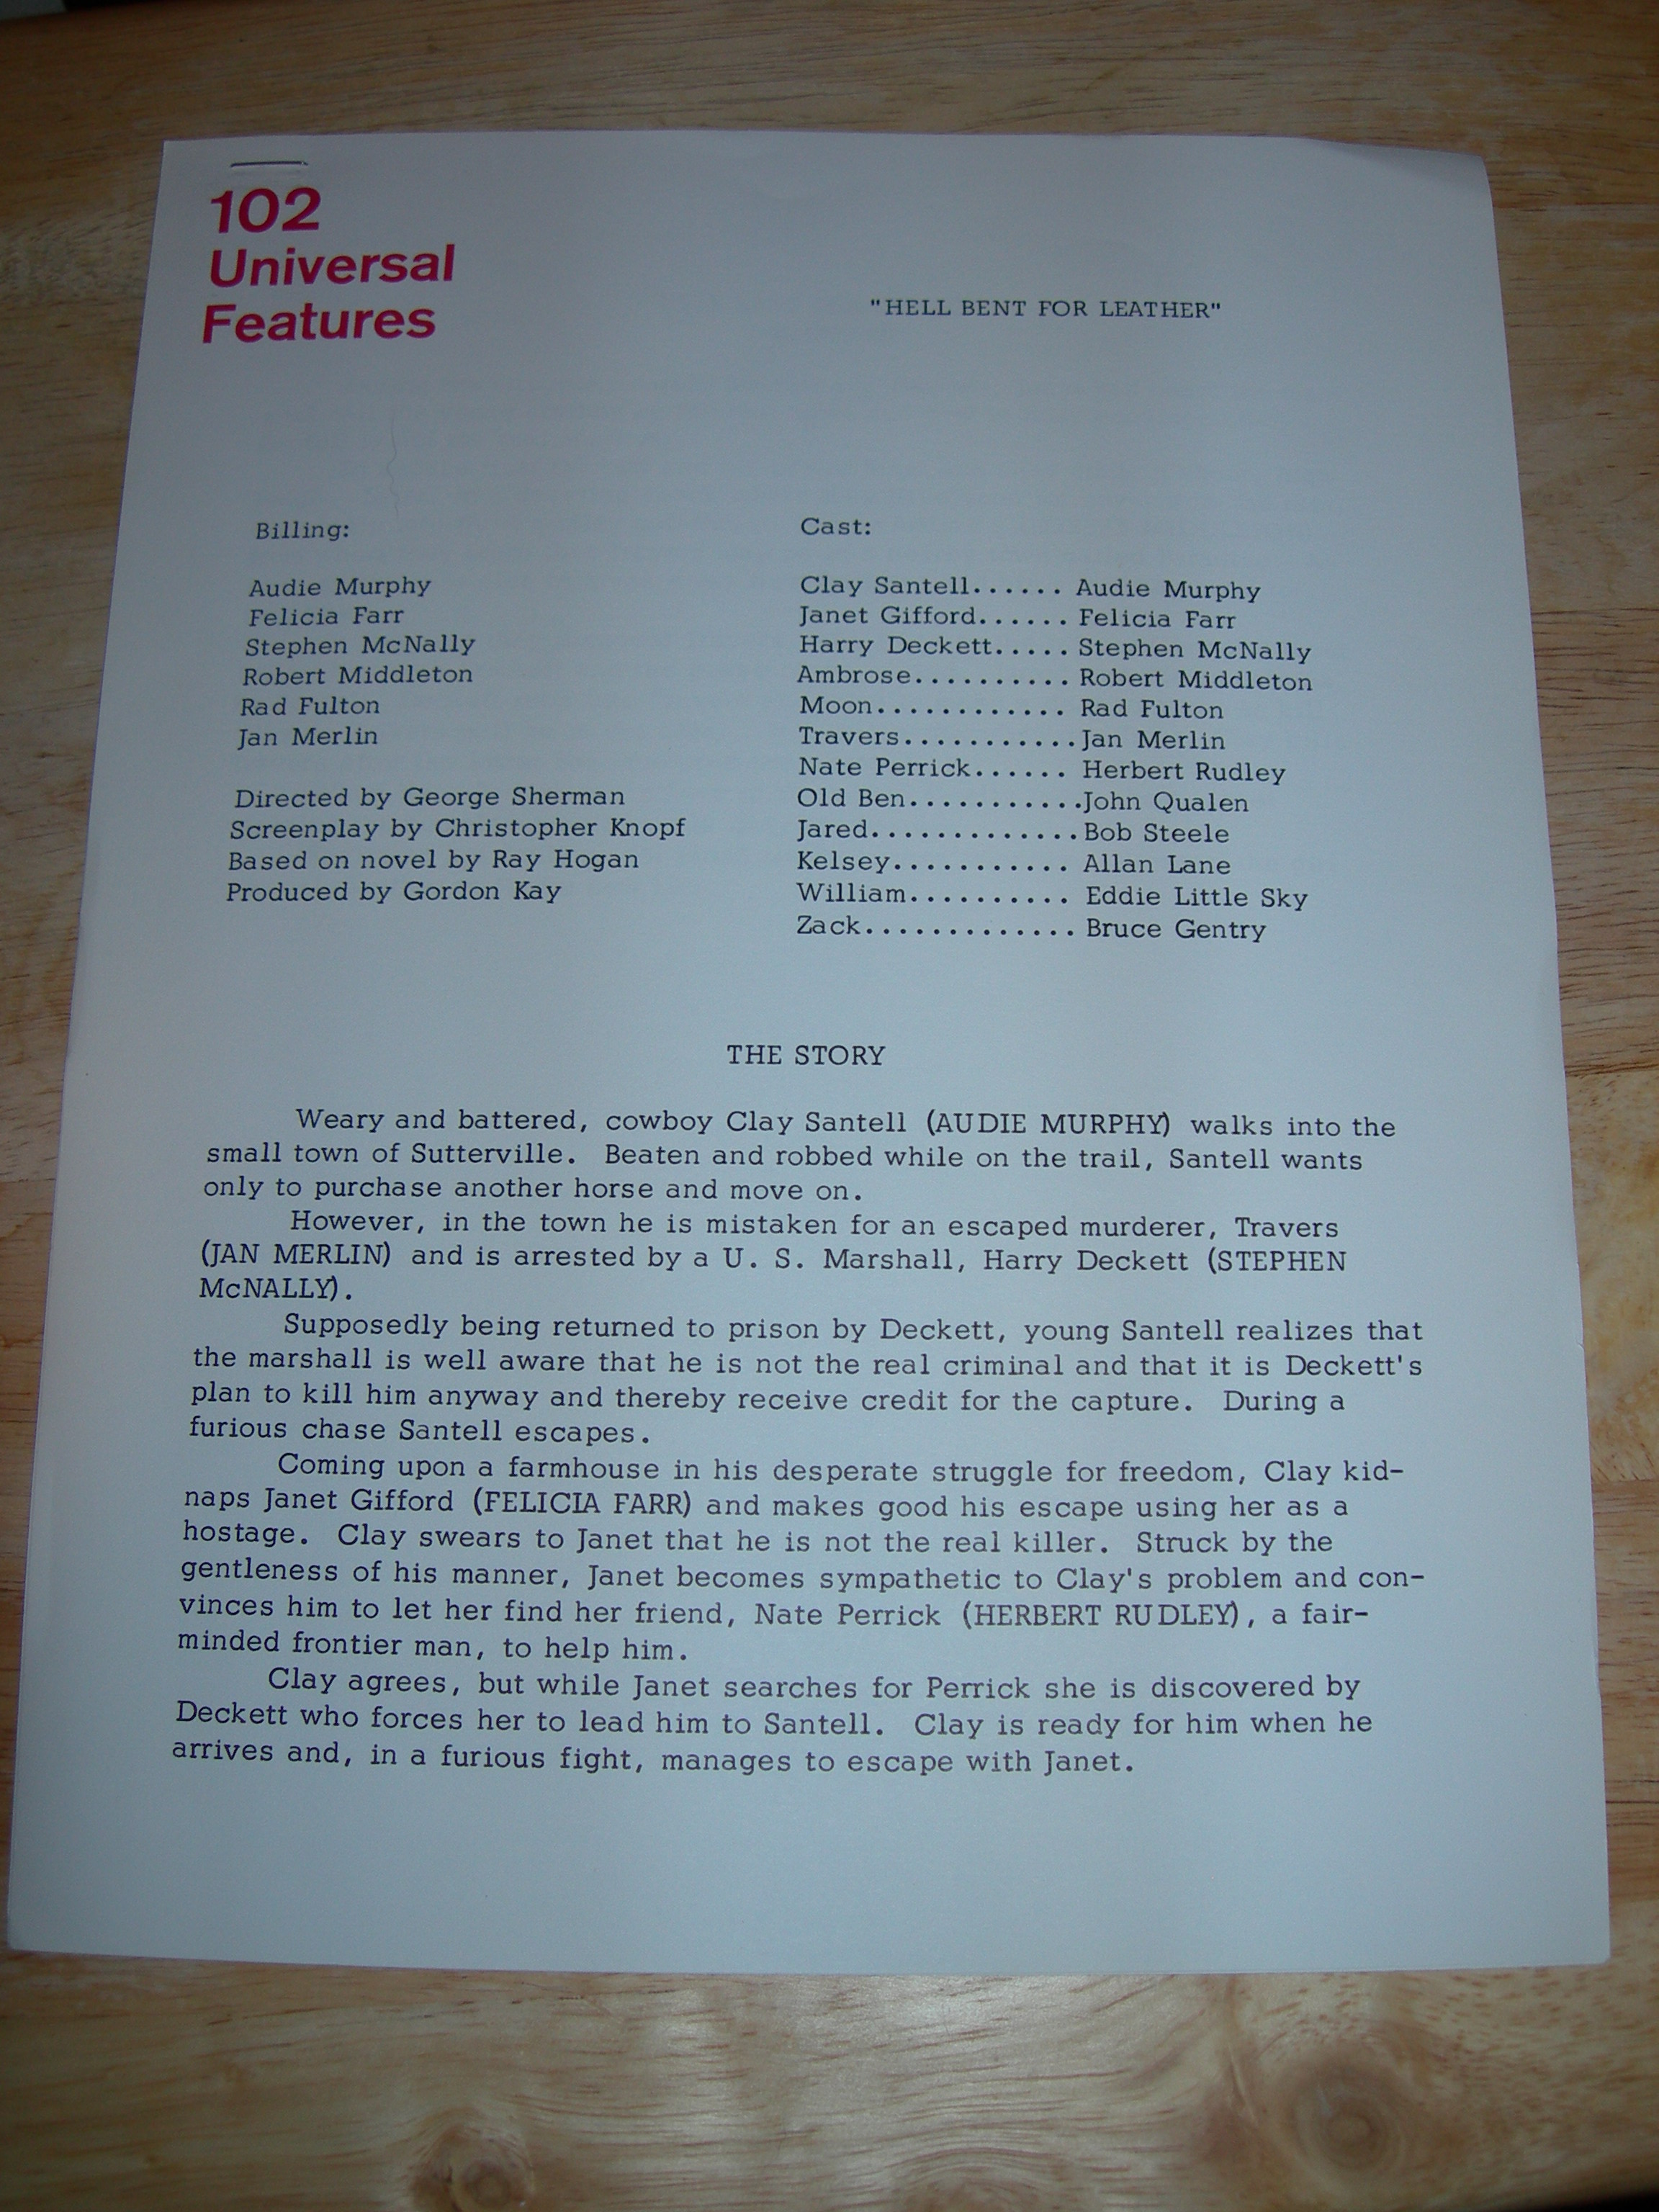 102
Universal
Features
"HELL BENT FOR LEATHER"
Billing:
Audie Murphy
Felicia Farr
Stephen McNally
Robert Middleton
Rad Fulton
Jan Merlin
Directed by George Sherman
Screenplay by Christopher Knopf
Based on novel by Ray Hogan
Produced by Gordon Kay
Cast:
Clay Santell...... Audie Murphy
Janet Gifford...... Felicia Farr
Harry Deckett..... Stephen McNally
Ambrose.......... Robert Middleton
Moon............ Rad Fulton
Travers...........Jan Merlin
Nate Perrick...... Herbert Rudley
Old Ben...........John Qualen
Jared.............Bob Steele
Kelsey........... Allan Lane
William.......... Eddie Little Sky
Zack............. Bruce Gentry
THE STORY
Weary and battered, cowboy Clay Santell (AUDIE MURPHY) walks into the
small town of Sutterville. Beaten and robbed while on the trail, Santell wants
only to purchase another horse and move on.
However, in the town he is mistaken for an escaped murderer, Travers
(JAN MERLIN) and is arrested by a U. S. Marshall, Harry Deckett (STEPHEN
McNALLY).
Supposedly being returned to prison by Deckett, young Santell realizes that
the marshall is well aware that he is not the real criminal and that it is Deckett's
plan to kill him anyway and thereby receive credit for the capture. During a
furious chase Santell escapes.
Coming upon a farmhouse in his desperate struggle for freedom, Clay kid-
naps Janet Gifford (FELICIA FARR) and makes good his escape using her as a
hostage. Clay swears to Janet that he is not the real killer. Struck by the
gentleness of his manner, Janet becomes sympathetic to Clay's problem and con-
vinces him to let her find her friend, Nate Perrick (HERBERT RUDLEY), a fair-
minded frontier man, to help him.
Clay agrees, but while Janet searches for Perrick she is discovered by
Deckett who forces her to lead him to Santell. Clay is ready for him when he
arrives and, in a furious fight, manages to escape with Janet.